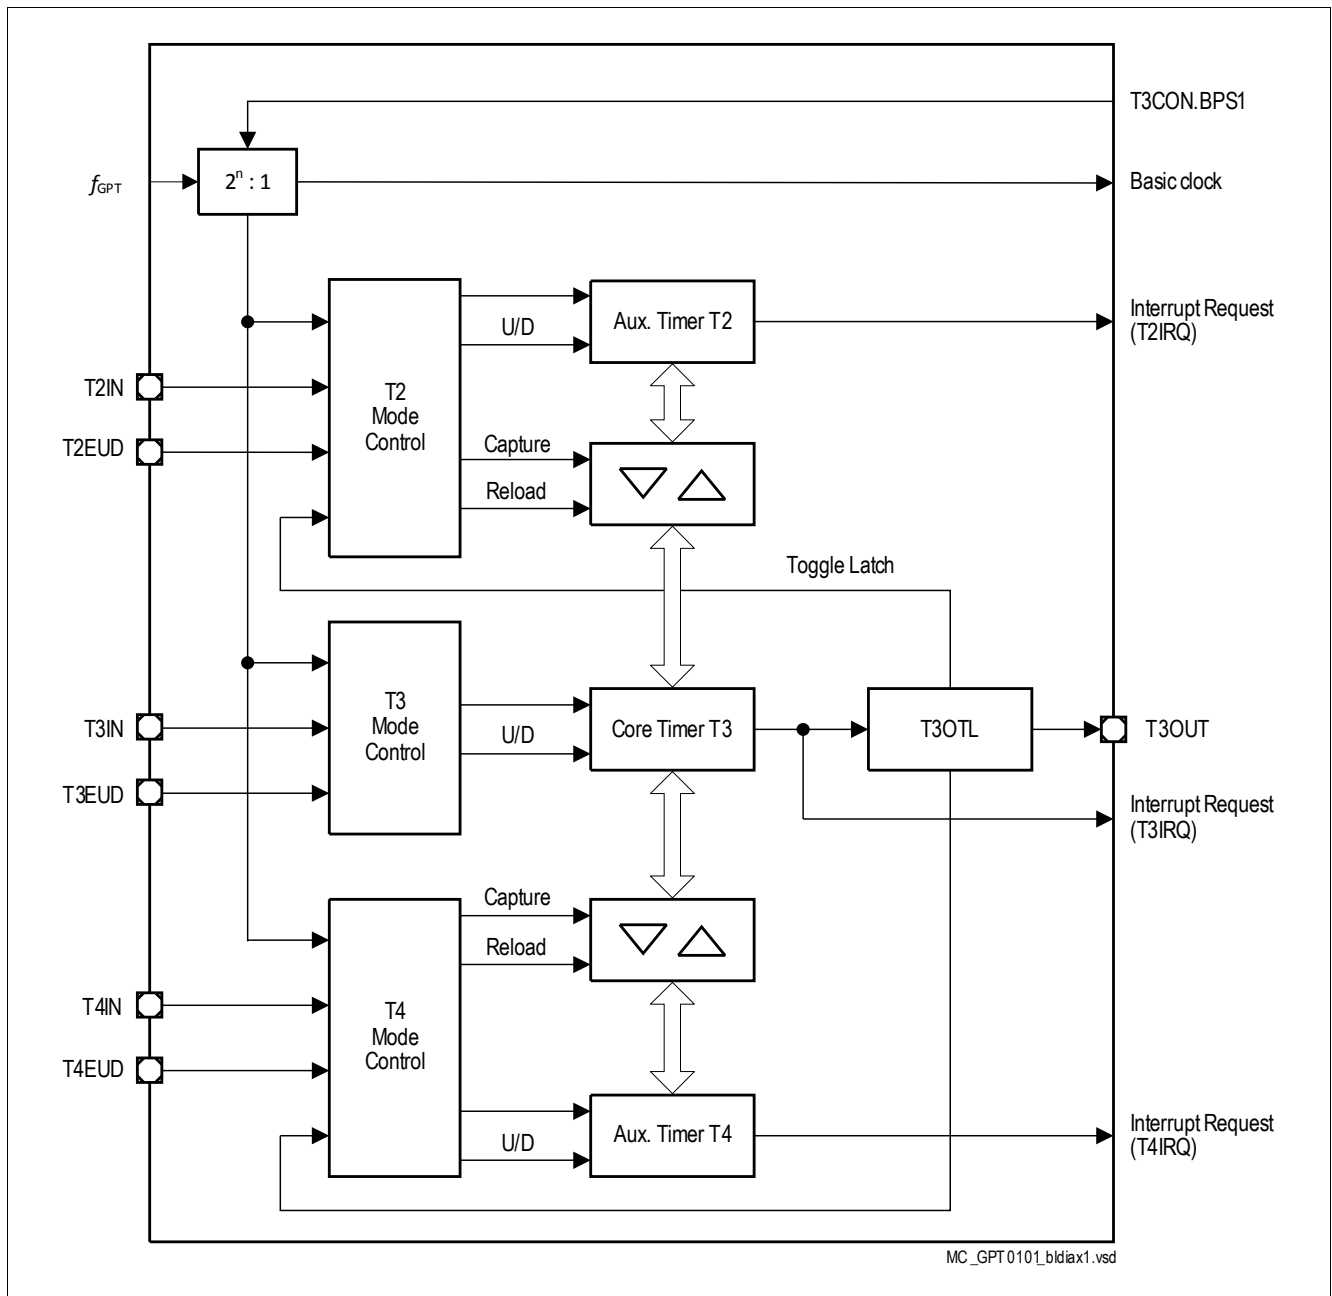 T3CON.BPS1
fGPT
2n : 1
Basic clock
Aux. Timer T2
Interrupt Request
(T2IRQ)
U/D
T2IN
T2
Mode
Control
T2EUD
Capture
Reload
Toggle Latch
T3IN
T3
Mode
Control
U/D
Core Timer T3
T3OTL
T3OUT
T3EUD
Interrupt Request
(T3IRQ)
Capture
Reload
T4IN
T4
Mode
Control
T4EUD
U/D
Aux. Timer T4
Interrupt Request
(T4IRQ)
MC_GPT0101_bldiax1.vsd